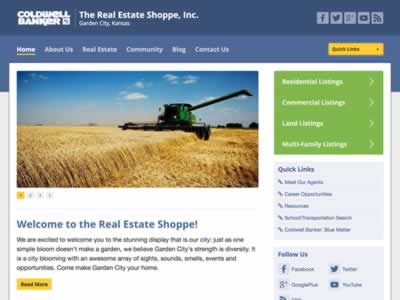 COLDWELL BANKER
The Real Estate Shoppe, Inc.
Garden City, Kansas
Home About Us Real Estate Community Blog Contact Us
Quick Links
Residential Listings
Commercial Listings
Land Listings
Multi-Family Listings
1 2 3 4
Quick Links
Meet Our Agents
Career Opportunities
Resources
School/Transportation Search
Coldwell Banker: Blue Matter
Welcome to the Real Estate Shoppe!
We are excited to welcome you to the stunning display that is our city: just as one
simple bloom doesn't make a garden, we believe Garden City's strength is diversity. It
is a city blooming with an awesome array of sights, sounds, smells, events and
opportunities. Come make Garden City your home.
Read More
Follow Us
Facebook Twitter
GooglePlus YouTube